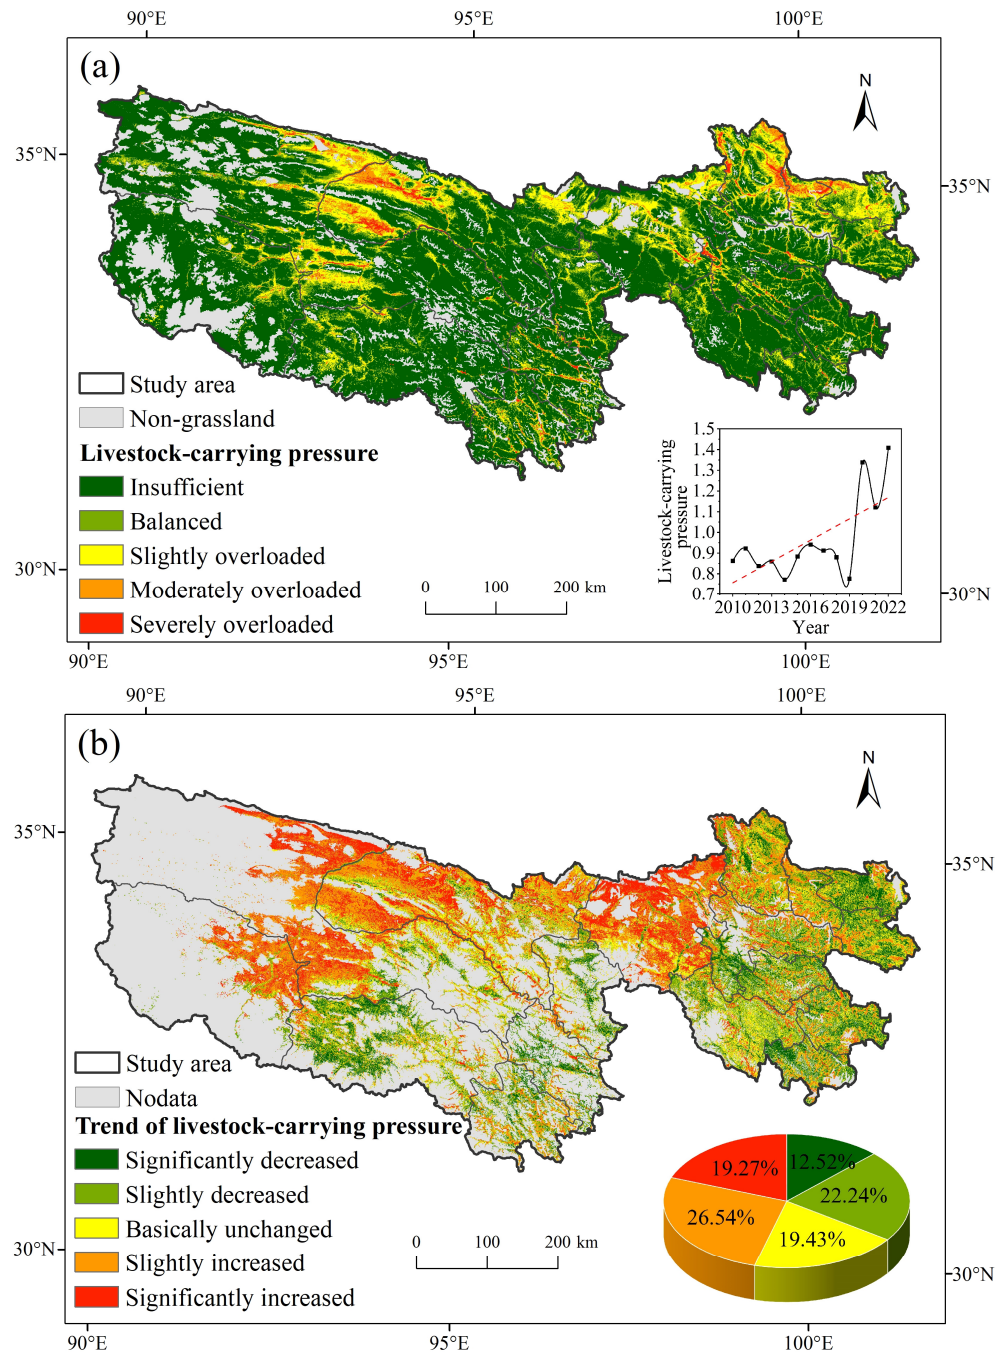 90°E 95°E 100°E
(a)
N
35°N
35°N
Study area
Non-grassland
Livestock-carrying pressure
Insufficient
Balanced
Slightly overloaded
Moderately overloaded
Severely overloaded
0 100 200 km
Livestock-carrying
pressure
1.5
1.4
1.3
1.2
1.1
1.0
0.9
0.8
0.7
2010 2013 2016 2019 2022
Year
30°N
30°N
90°E 95°E 100°E
90°E 95°E 100°E
(b)
N
35°N
35°N
Study area
Nodata
Trend of livestock-carrying pressure
Significantly decreased
Slightly decreased
Basically unchanged
Slightly increased
Significantly increased
0 100 200 km
19.27% 12.52%
22.24%
26.54%
19.43%
30°N
30°N
90°E 95°E 100°E